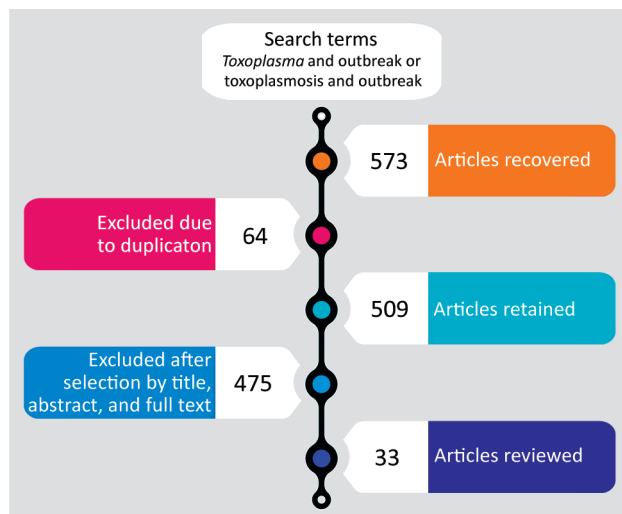 Search terms
Toxoplasma and outbreak or
toxoplasmosis and outbreak
573
Articles recovered
Excluded due
to duplicaton
64
509
Articles retained
Excluded after
selection by title,
abstract, and full text
475
33
Articles reviewed